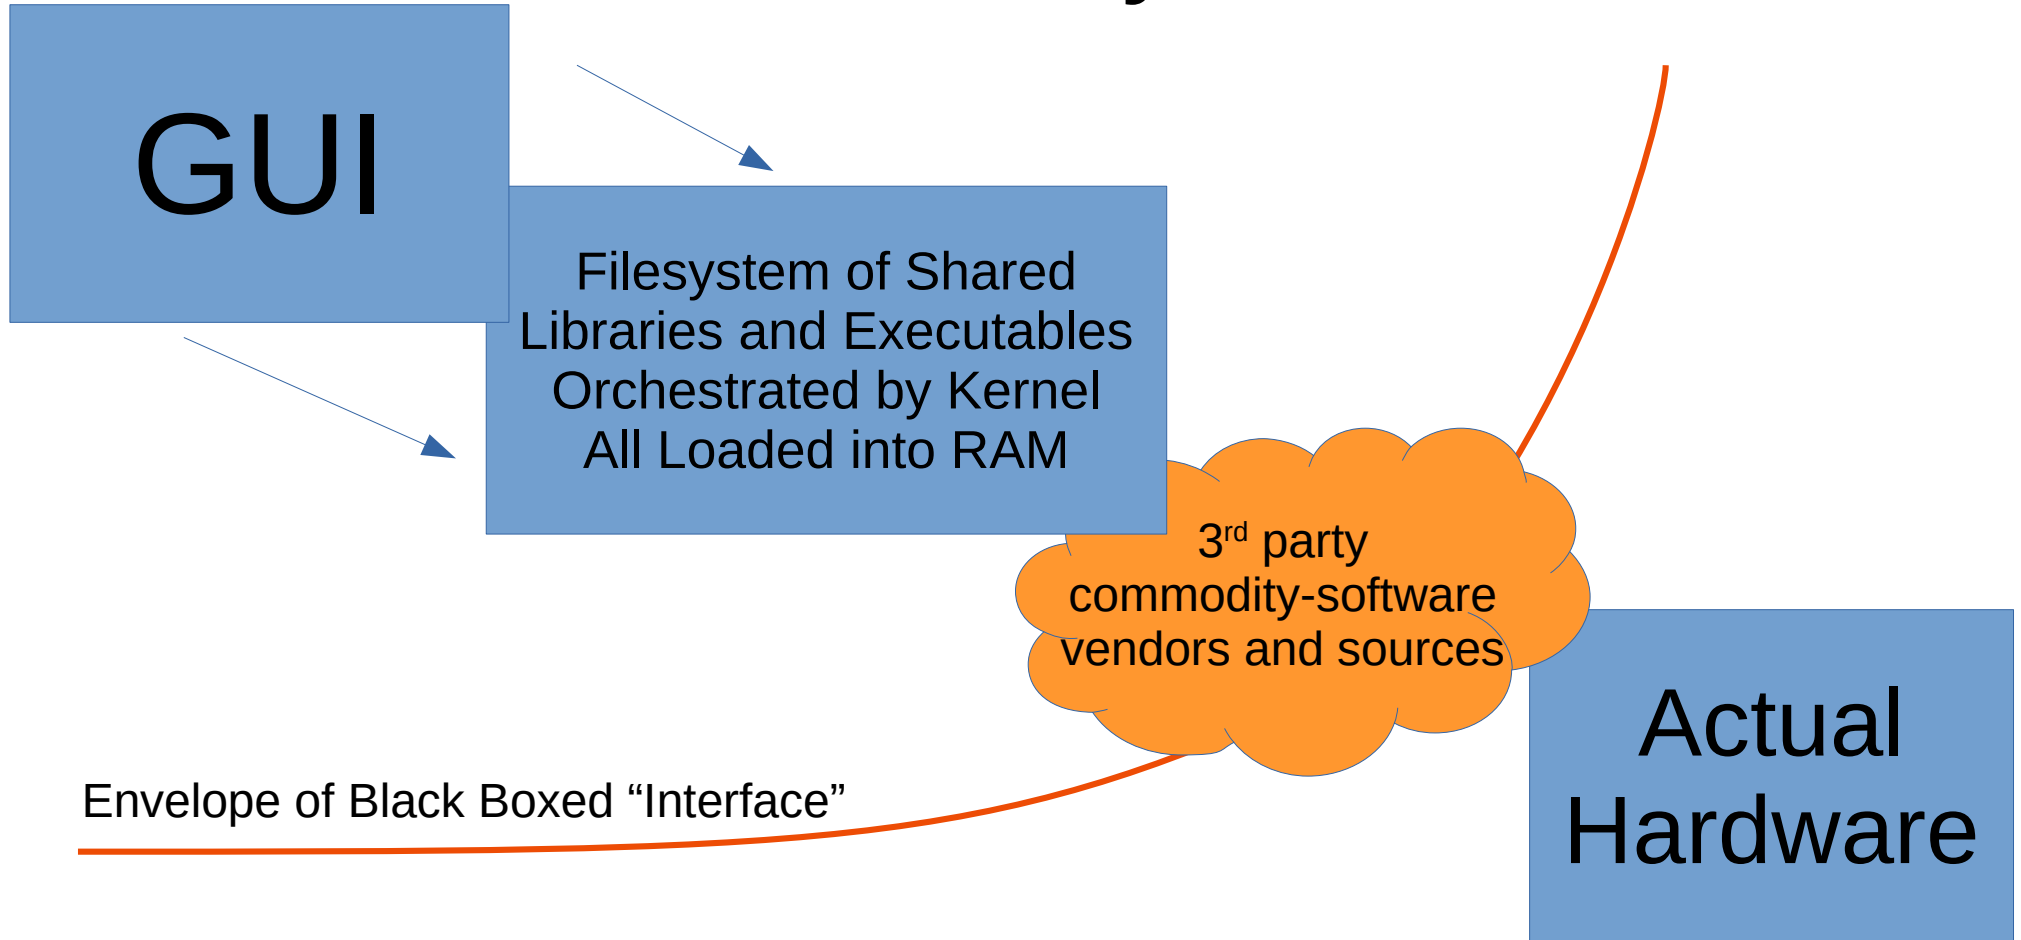 GUI
Filesystem of Shared
Libraries and Executables
Orchestrated by Kernel
All Loaded into RAM
3rd party
commodity-software
vendors and sources
Actual
Hardware
Envelope of Black Boxed “Interface”